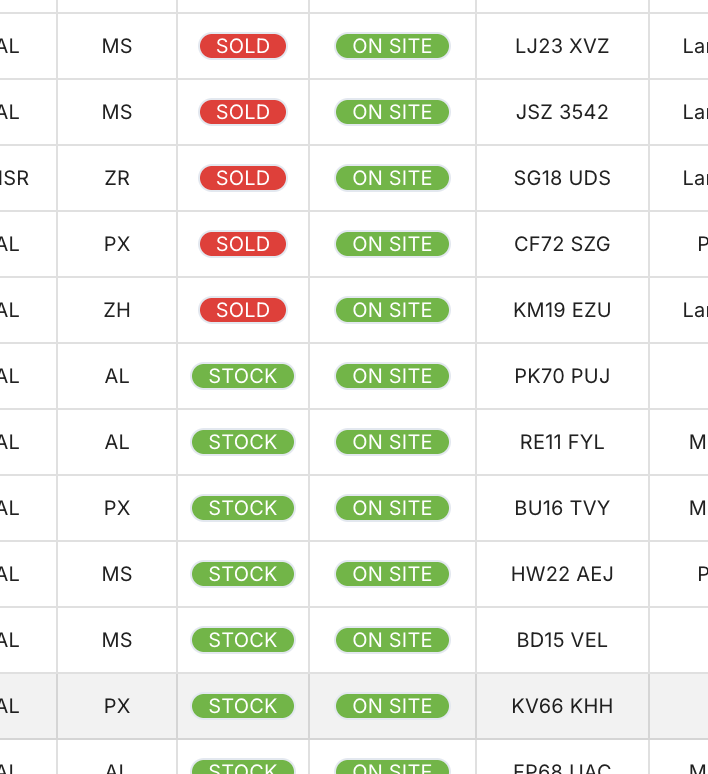 AL MS SOLD ON SITE LJ23 XVZ Lar
AL MS SOLD ON SITE JSZ 3542 Lar
ISR ZR SOLD ON SITE SG18 UDS Lar
AL PX SOLD ON SITE CF72 SZG P
AL ZH SOLD ON SITE KM19 EZU Lar
AL AL STOCK ON SITE PK70 PUJ
AL AL STOCK ON SITE RE11 FYL M
AL PX STOCK ON SITE BU16 TVY M
AL MS STOCK ON SITE HW22 AEJ P
AL MS STOCK ON SITE BD15 VEL
AL PX STOCK ON SITE KV66 KHH
AL AL STOCK ON SITE